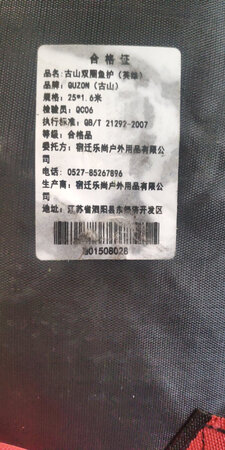 合格证
品名：古山双圈鱼护（英雄）
品牌：GUZON（古山）
规格：25*1.6米
检验员：QC06
执行标准：QB/T 21292-2007
等级：合格品
委托方：宿迁乐尚户外用品有限公
司
电话：0527-85267896
生产商：宿迁乐尚户外用品有限公
司
地址：江苏省泗阳县东经济开发区
01508028